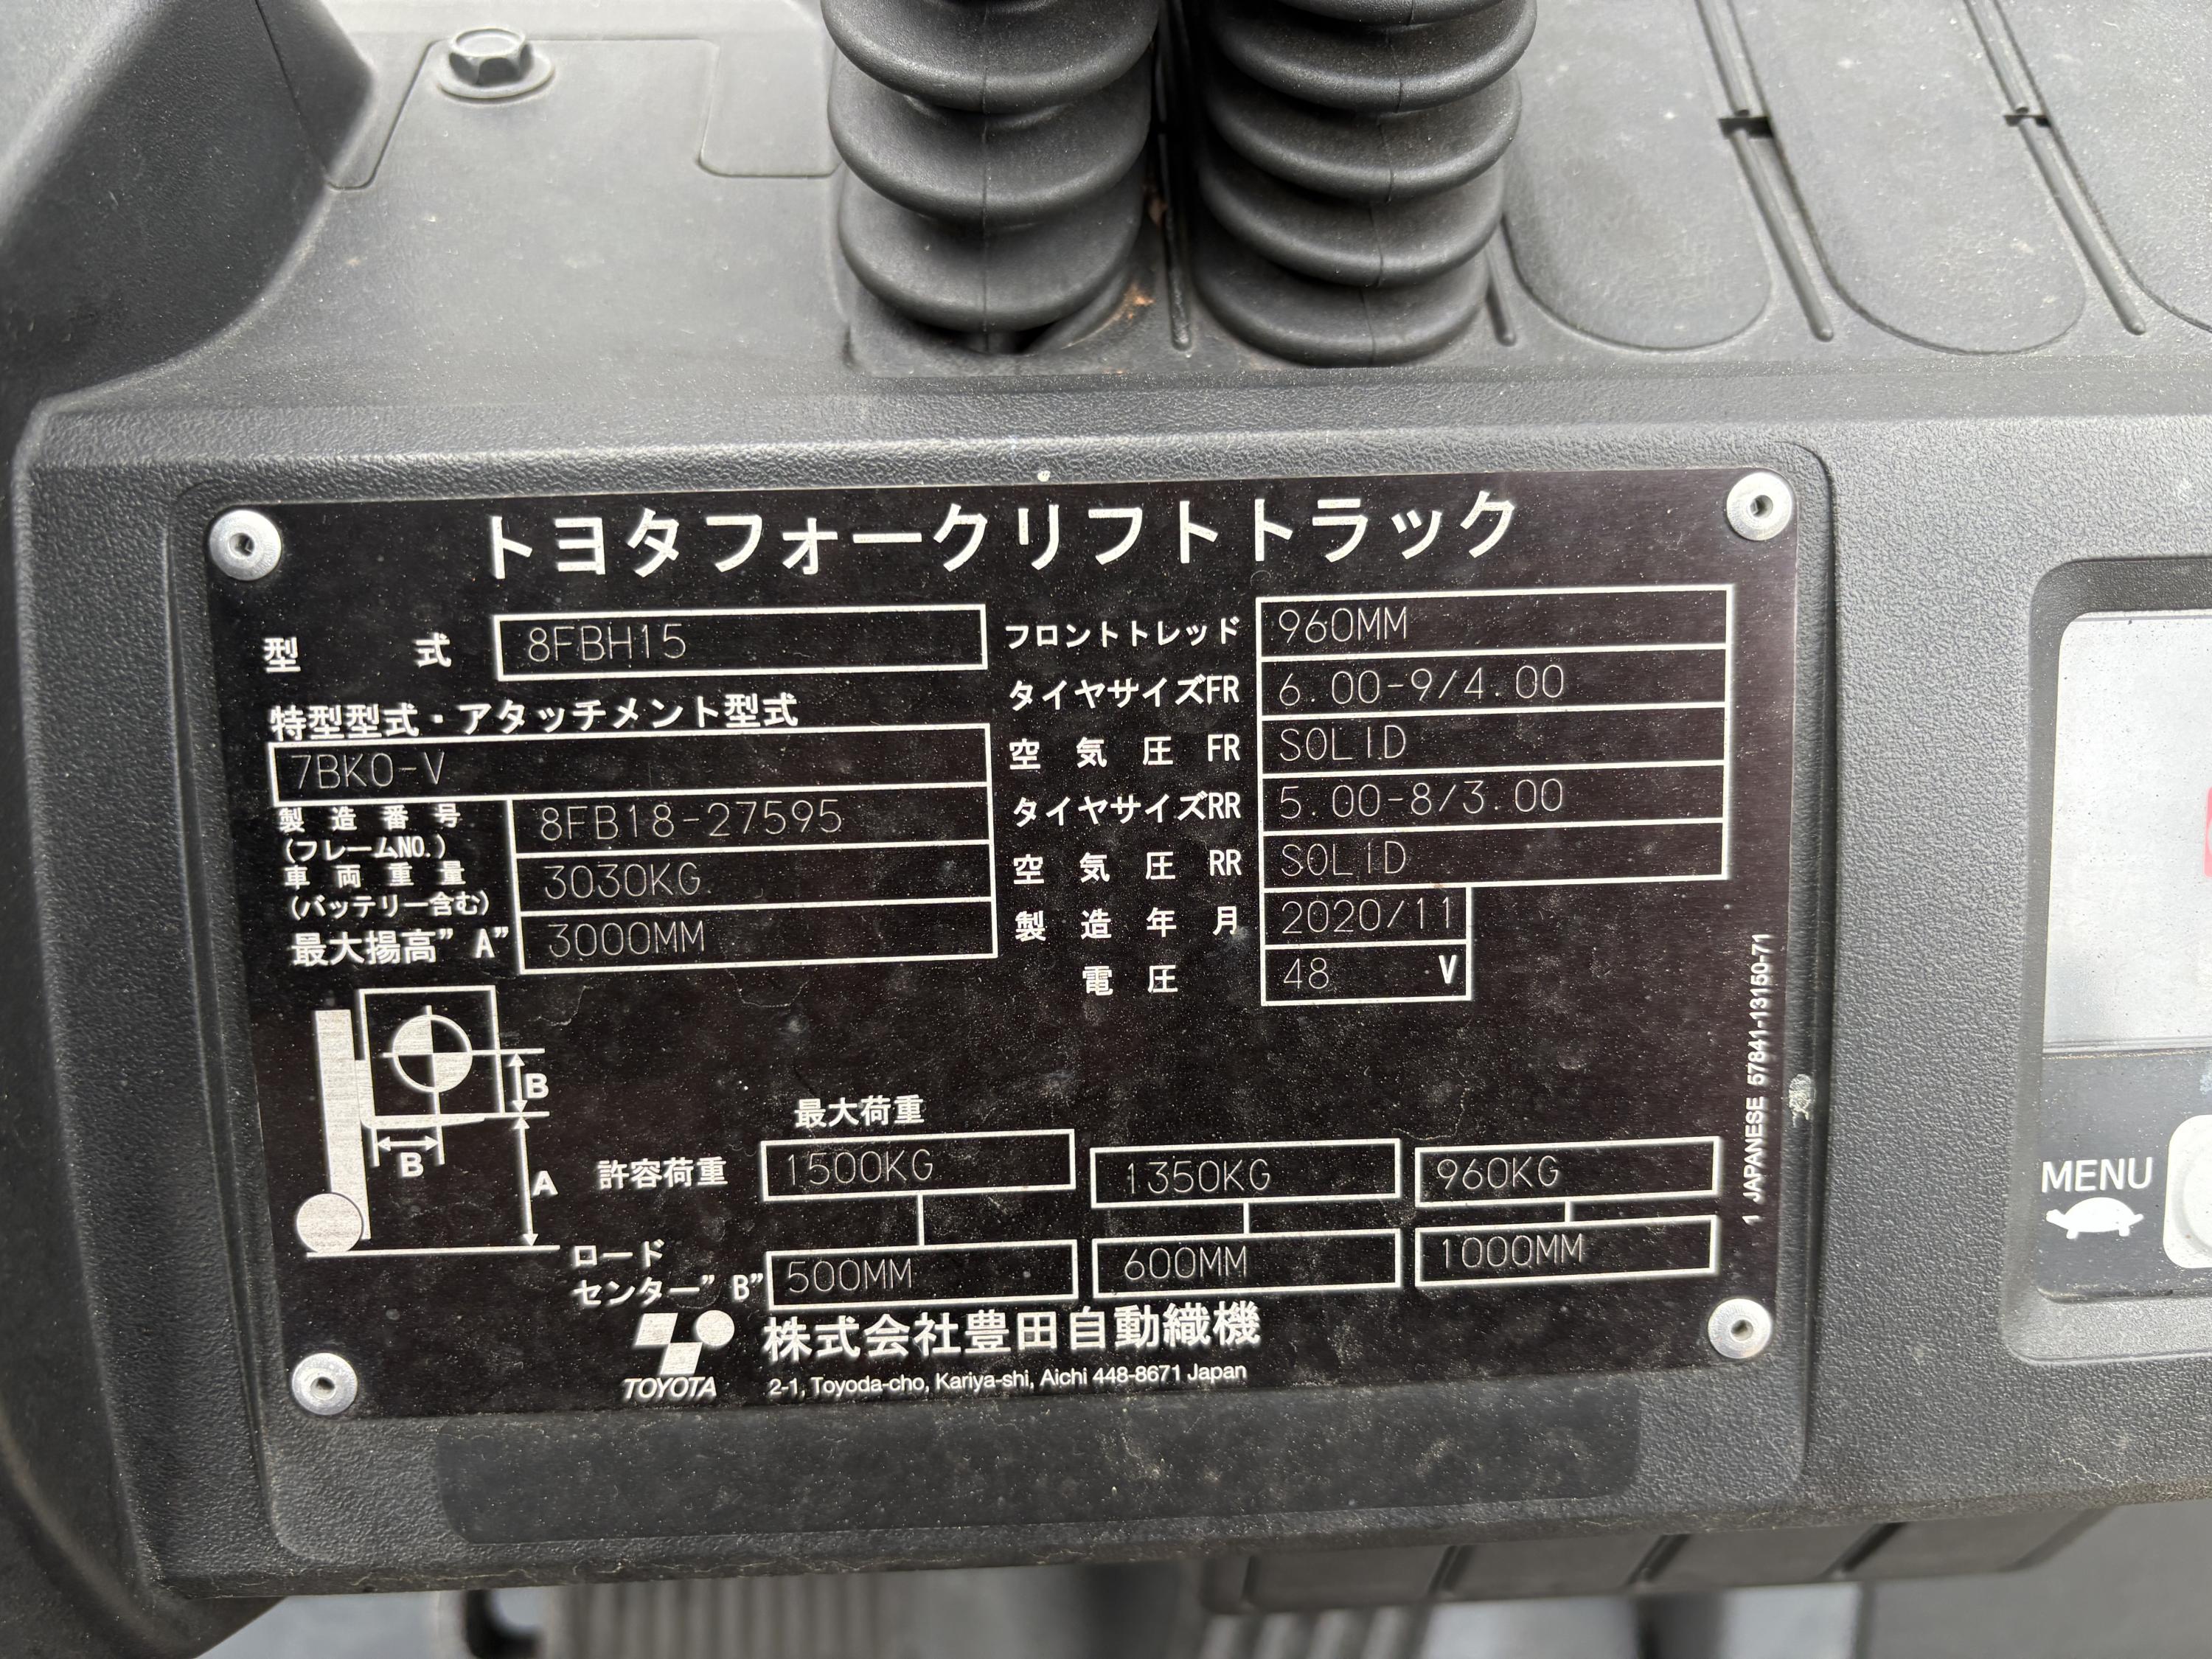 トヨタフォークリフトトラック
型 式 8FBH15
特型型式・アタッチメント型式
7BK0-V
製造番号
(フレームNO.)
8FB18-27595
車両重量
(バッテリー含む)
3030KG
最大揚高"A" 3000MM
フロントトレッド 960MM
タイヤサイズFR 6.00-9/4.00
空気圧 FR SOLID
タイヤサイズRR 5.00-8/3.00
空気圧 RR SOLID
製造年月 2020/11
電圧 48 V
B
B
A
最大荷重
許容荷重 1500KG 1350KG 960KG
ロード
センター"B" 500MM 600MM 1000MM
TOYOTA
株式会社豊田自動織機
2-1, Toyoda-cho, Kariya-shi, Aichi 448-8671 Japan
1 JAPANESE 57841-13150-71
MENU